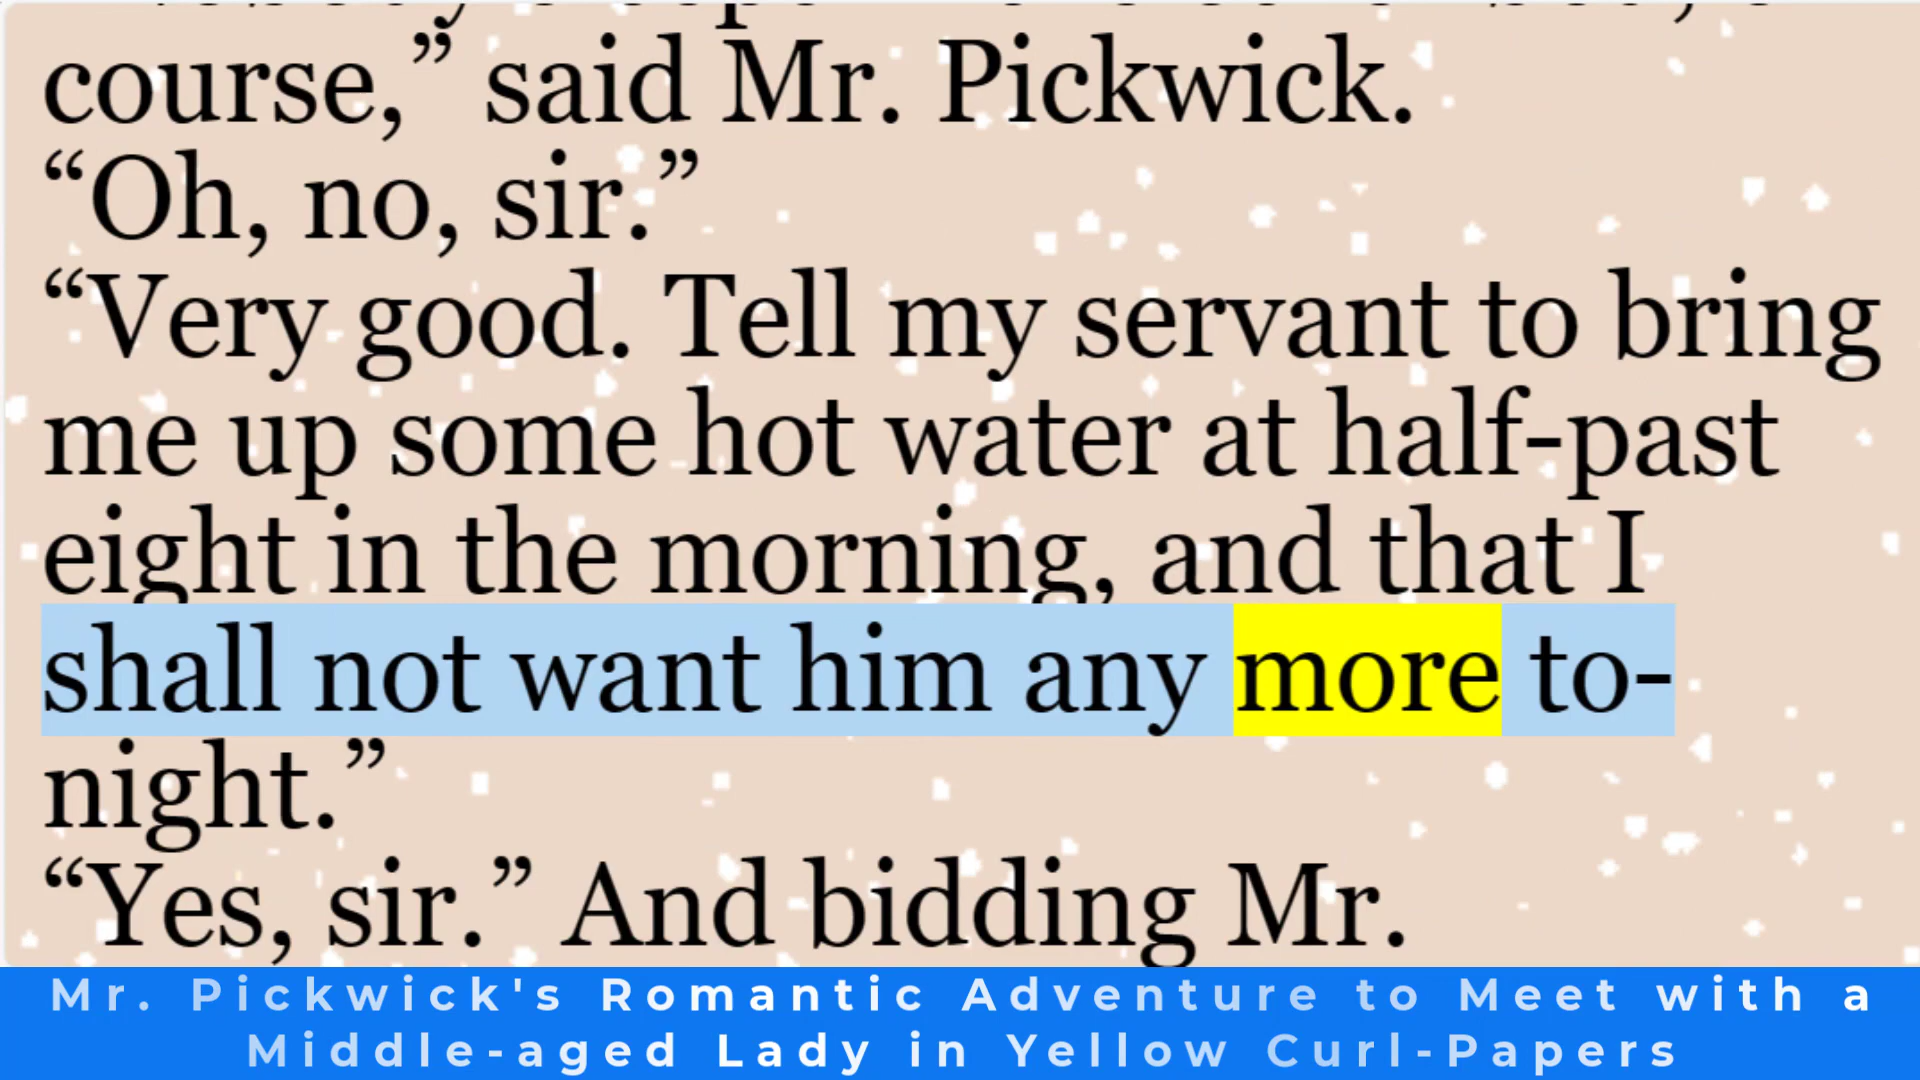 course,” said Mr. Pickwick.
“Oh, no, sir.”
“Very good. Tell my servant to bring
me up some hot water at half-past
eight in the morning, and that I
shall not want him any more to-
night.”
“Yes, sir.” And bidding Mr.
Mr. Pickwick's Romantic Adventure to Meet with a
Middle-aged Lady in Yellow Curl-Papers